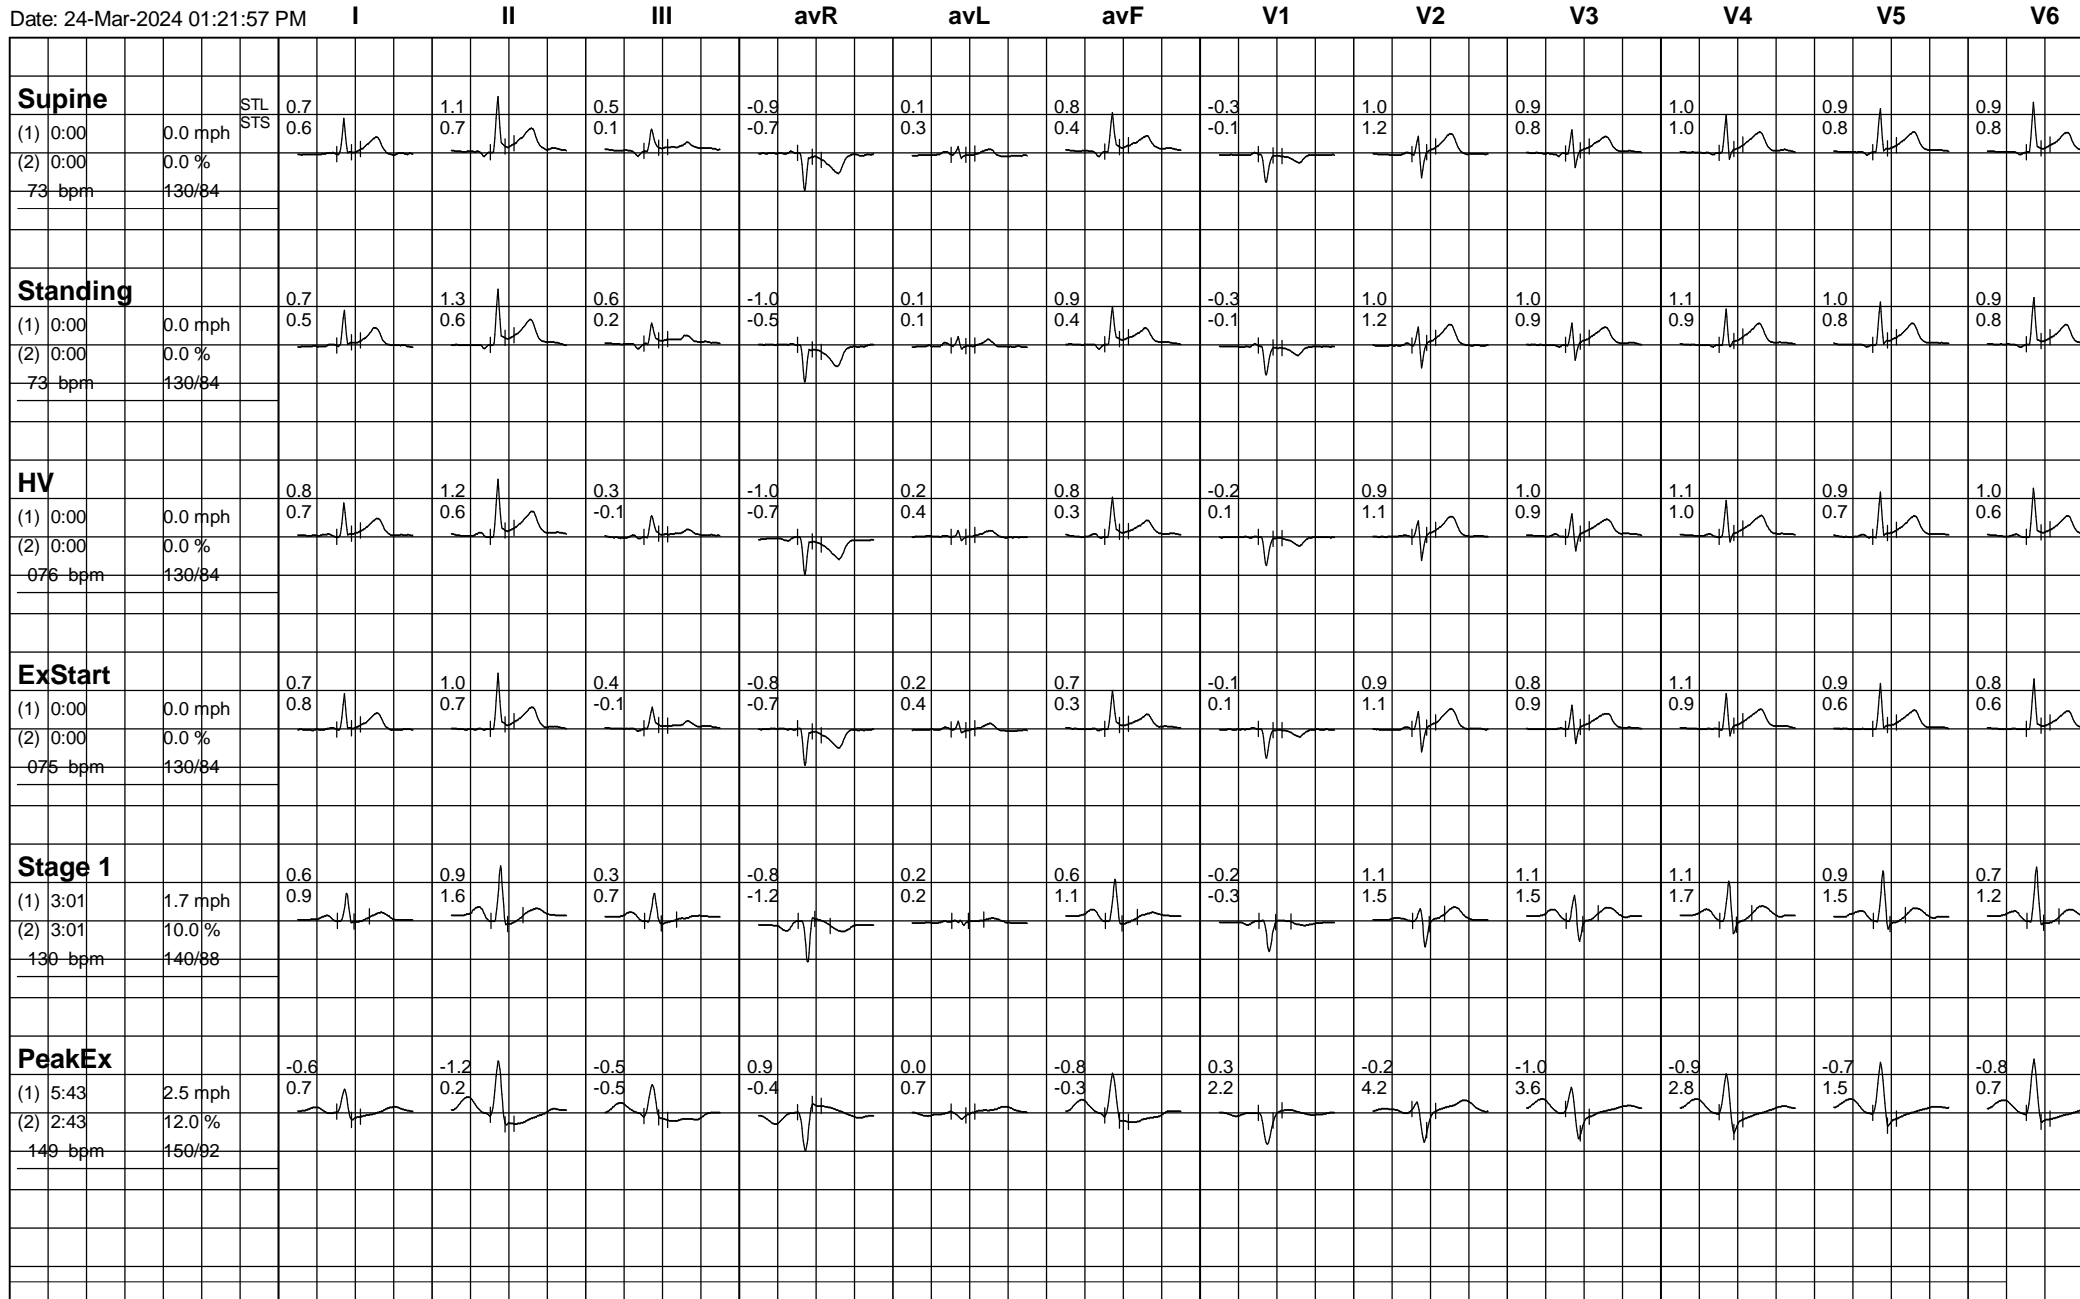 Date: 24-Mar-2024 01:21:57 PM I II III avR avL avF V1 V2 V3 V4 V5 V6
Supine
STL 0.7 1.1 0.5 -0.9 0.1 0.8 -0.3 1.0 0.9 1.0 0.9 0.9
STS 0.6 0.7 0.1 -0.7 0.3 0.4 -0.1 1.2 0.8 1.0 0.8 0.8
(1) 0:00 0.0 mph
(2) 0:00 0.0 %
73 bpm 130/84
Standing
0.7 1.3 0.6 -1.0 0.1 0.9 -0.3 1.0 1.0 1.1 1.0 0.9
(1) 0:00 0.0 mph 0.5 0.6 0.2 -0.5 0.1 0.4 -0.1 1.2 0.9 0.9 0.8 0.8
(2) 0:00 0.0 %
73 bpm 130/84
HV
0.8 1.2 0.3 -1.0 0.2 0.8 -0.2 0.9 1.0 1.1 0.9 1.0
(1) 0:00 0.0 mph 0.7 0.6 -0.1 -0.7 0.4 0.3 0.1 1.1 0.9 1.0 0.7 0.6
(2) 0:00 0.0 %
076 bpm 130/84
ExStart
0.7 1.0 0.4 -0.8 0.2 0.7 -0.1 0.9 0.8 1.1 0.9 0.8
(1) 0:00 0.0 mph 0.8 0.7 -0.1 -0.7 0.4 0.3 0.1 1.1 0.9 0.9 0.6 0.6
(2) 0:00 0.0 %
075 bpm 130/84
Stage 1
0.6 0.9 0.3 -0.8 0.2 0.6 -0.2 1.1 1.1 1.1 0.9 0.7
(1) 3:01 1.7 mph 0.9 1.6 0.7 -1.2 0.2 1.1 -0.3 1.5 1.5 1.7 1.5 1.2
(2) 3:01 10.0 %
130 bpm 140/88
PeakEx
-0.6 -1.2 -0.5 0.9 0.0 -0.8 0.3 -0.2 -1.0 -0.9 -0.7 -0.8
(1) 5:43 2.5 mph 0.7 0.2 -0.5 -0.4 0.7 -0.3 2.2 4.2 3.6 2.8 1.5 0.7
(2) 2:43 12.0 %
149 bpm 150/92